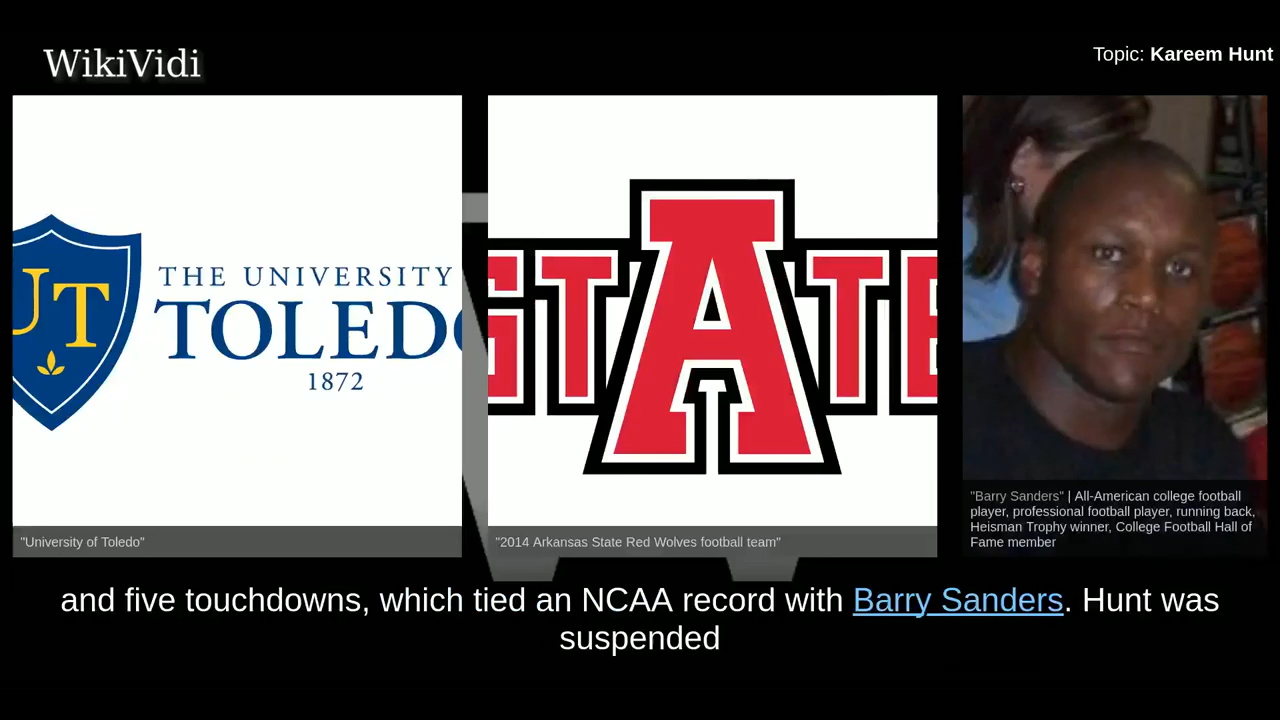 WikiVidi
Topic: Kareem Hunt
UT
THE UNIVERSITY
TOLEDO
1872
STATE
"University of Toledo"
"2014 Arkansas State Red Wolves football team"
"Barry Sanders" | All-American college football
player, professional football player, running back,
Heisman Trophy winner, College Football Hall of
Fame member
and five touchdowns, which tied an NCAA record with Barry Sanders. Hunt was
suspended